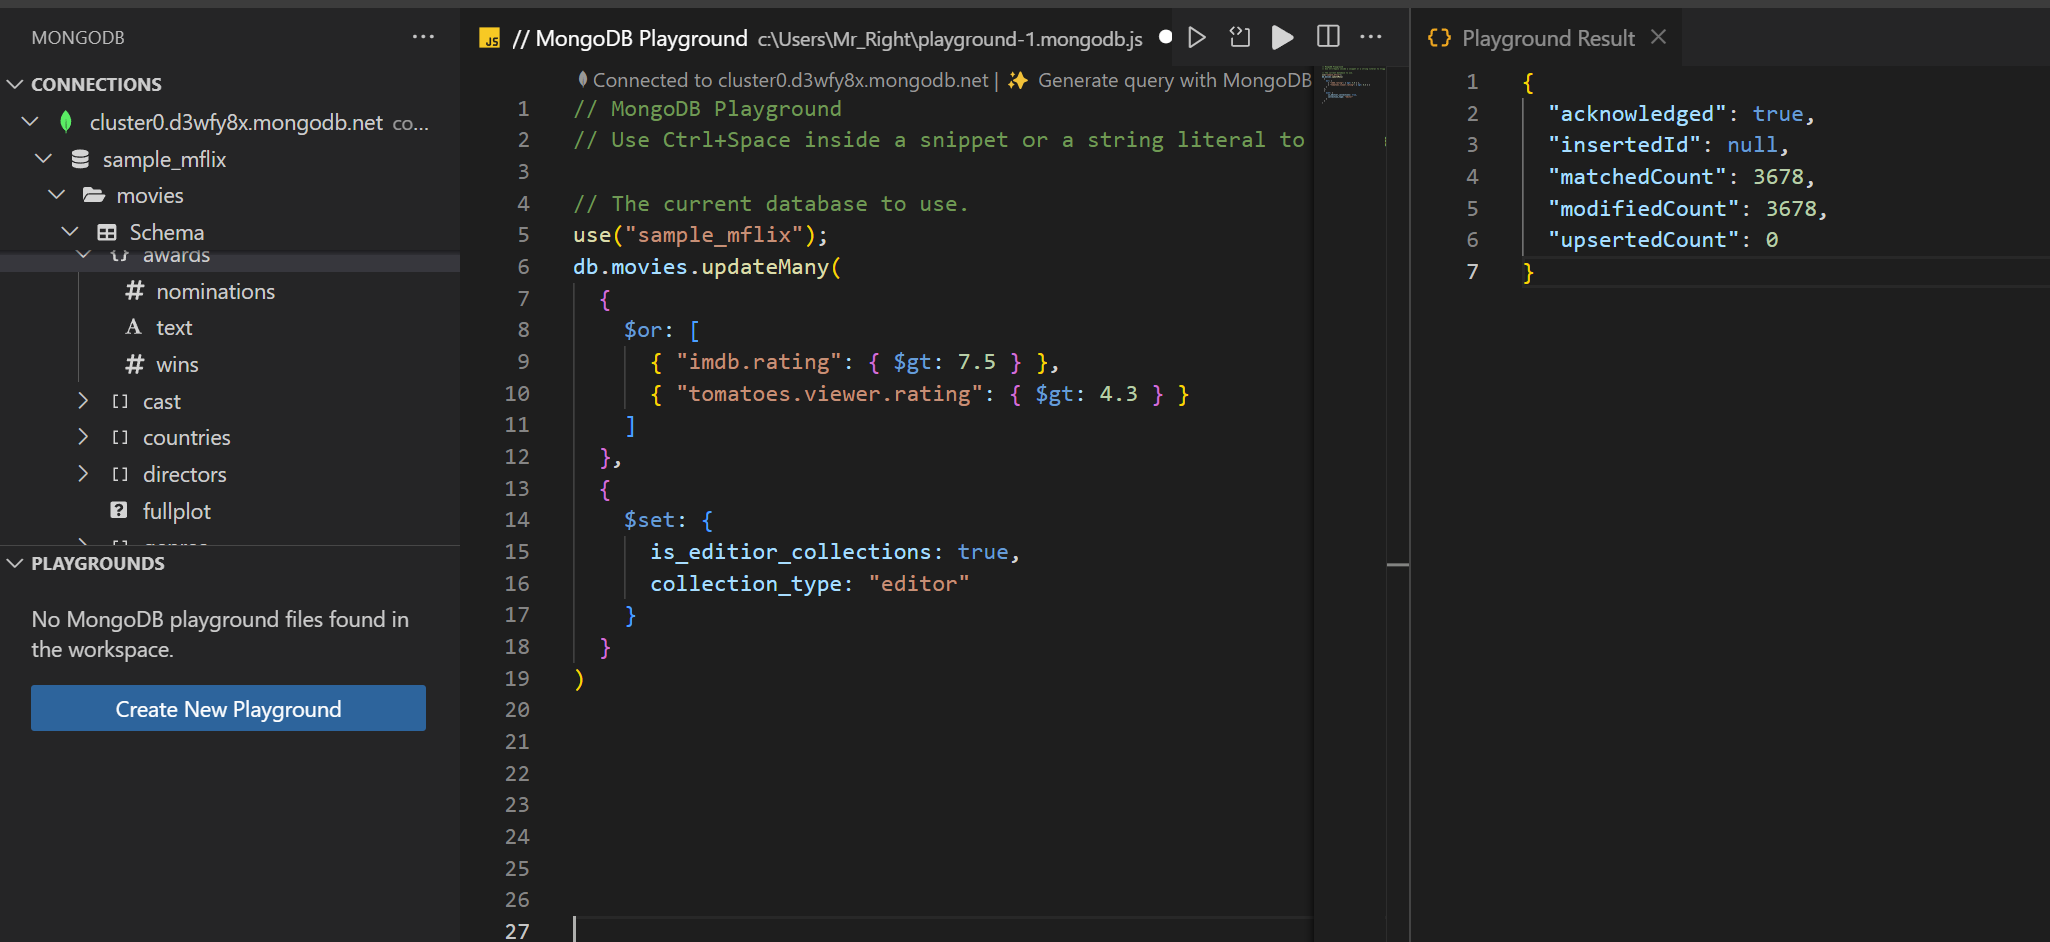 MONGODB
CONNECTIONS
cluster0.d3wfy8x.mongodb.net co...
sample_mflix
movies
Schema
awards
# nominations
A text
# wins
[] cast
[] countries
[] directors
fullplot
PLAYGROUNDS
No MongoDB playground files found in
the workspace.
Create New Playground
JS // MongoDB Playground c:\Users\Mr_Right\playground-1.mongodb.js
Connected to cluster0.d3wfy8x.mongodb.net | ✨ Generate query with MongoDB
1 // MongoDB Playground
2 // Use Ctrl+Space inside a snippet or a string literal to
3
4 // The current database to use.
5 use("sample_mflix");
6 db.movies.updateMany(
7 {
8 $or: [
9 { "imdb.rating": { $gt: 7.5 } },
10 { "tomatoes.viewer.rating": { $gt: 4.3 } }
11 ]
12 },
13 {
14 $set: {
15 is_editior_collections: true,
16 collection_type: "editor"
17 }
18 }
19 )
20
21
22
23
24
25
26
27
{} Playground Result
1 {
2 "acknowledged": true,
3 "insertedId": null,
4 "matchedCount": 3678,
5 "modifiedCount": 3678,
6 "upsertedCount": 0
7 }